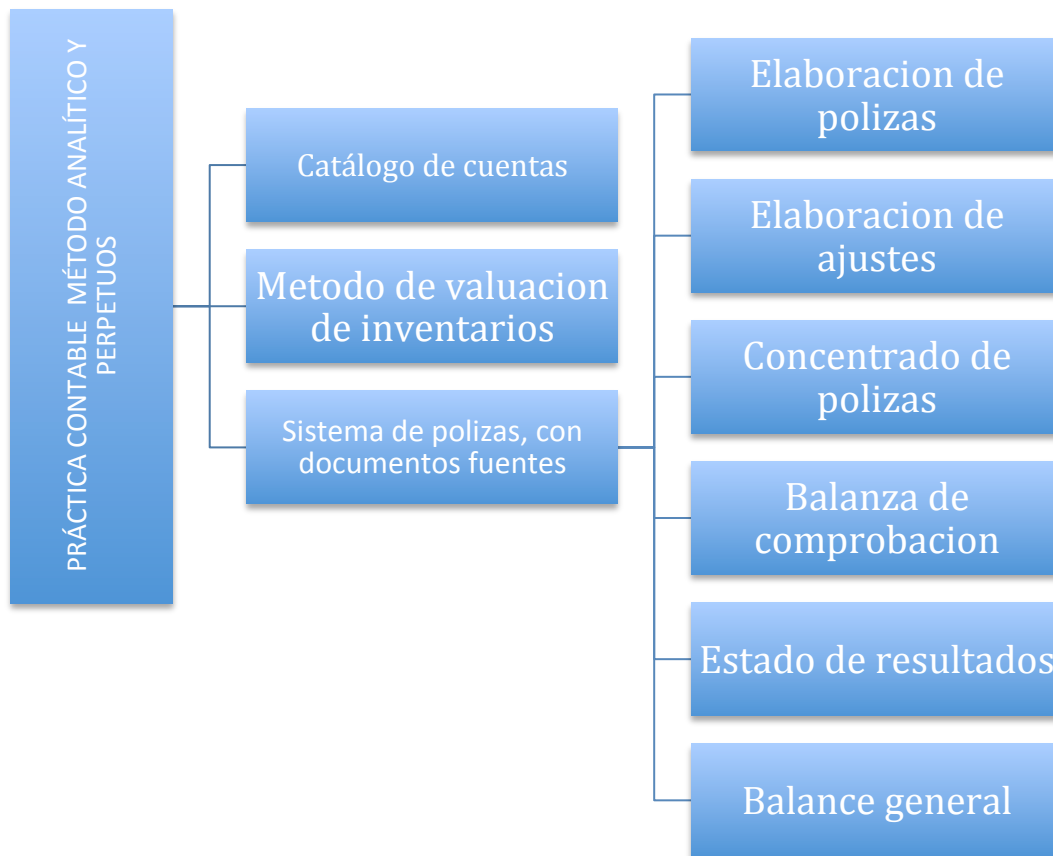 PRÁCTICA CONTABLE  MÉTODO ANALÍTICO Y
PERPETUOS
Catálogo de cuentas
Metodo de valuacion
de inventarios
Sistema de polizas, con
documentos fuentes
Elaboracion de
polizas
Elaboracion de
ajustes
Concentrado de
polizas
Balanza de
comprobacion
Estado de resultados
Balance general